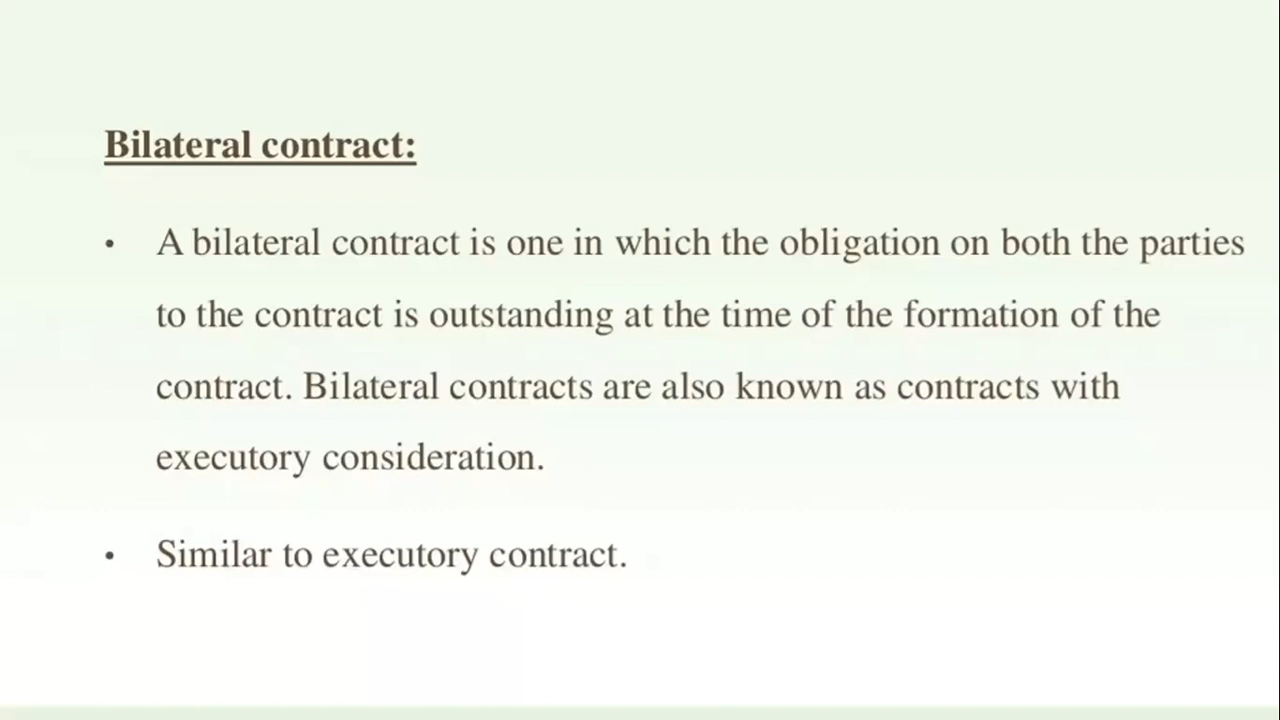 Bilateral contract:
• A bilateral contract is one in which the obligation on both the parties
to the contract is outstanding at the time of the formation of the
contract. Bilateral contracts are also known as contracts with
executory consideration.
• Similar to executory contract.